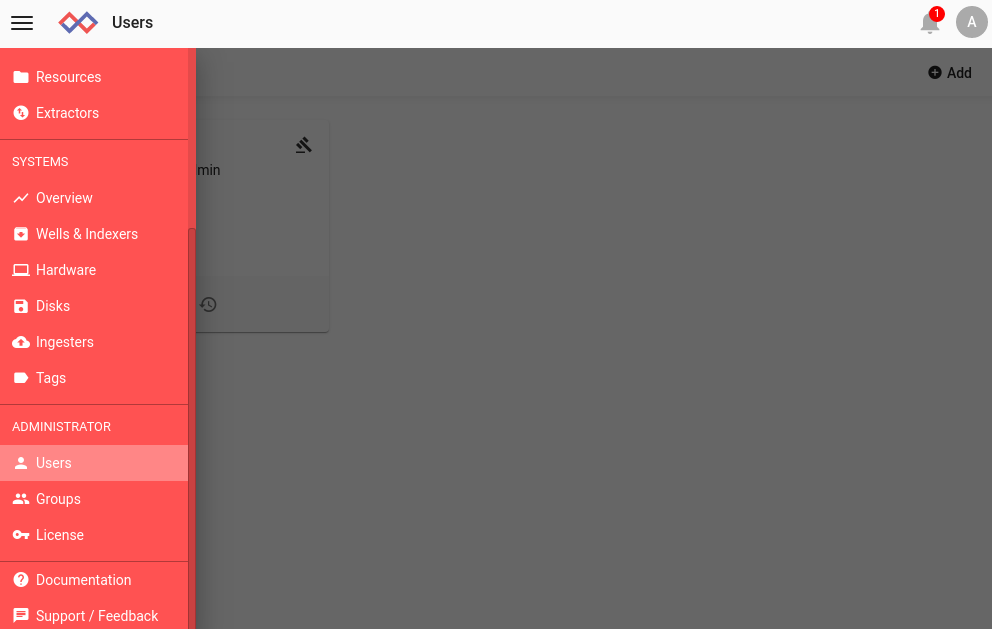 Users
1
A
Resources
Extractors
Add
SYSTEMS
min
Overview
Wells & Indexers
Hardware
Disks
Ingesters
Tags
ADMINISTRATOR
Users
Groups
License
Documentation
Support / Feedback